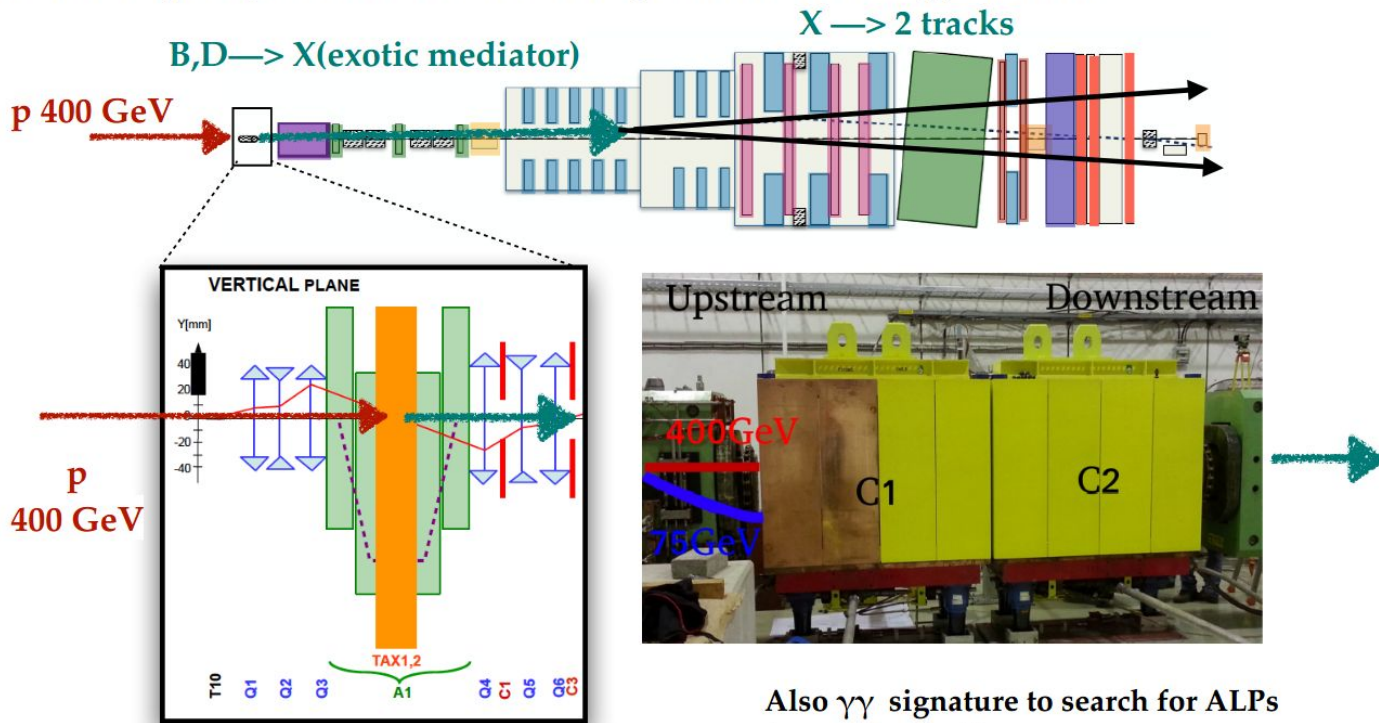 X —> 2 tracks
B,D—> X(exotic mediator)
p 400 GeV
VERTICAL PLANE
Y[mm]
40
20
0
-20
-40
p
400 GeV
TAX1,2
A1
T10
Q1
Q2
Q3
Q4
C1
Q5
Q6
C3
Upstream
Downstream
400GeV
75GeV
C1
C2
Also γγ signature to search for ALPs